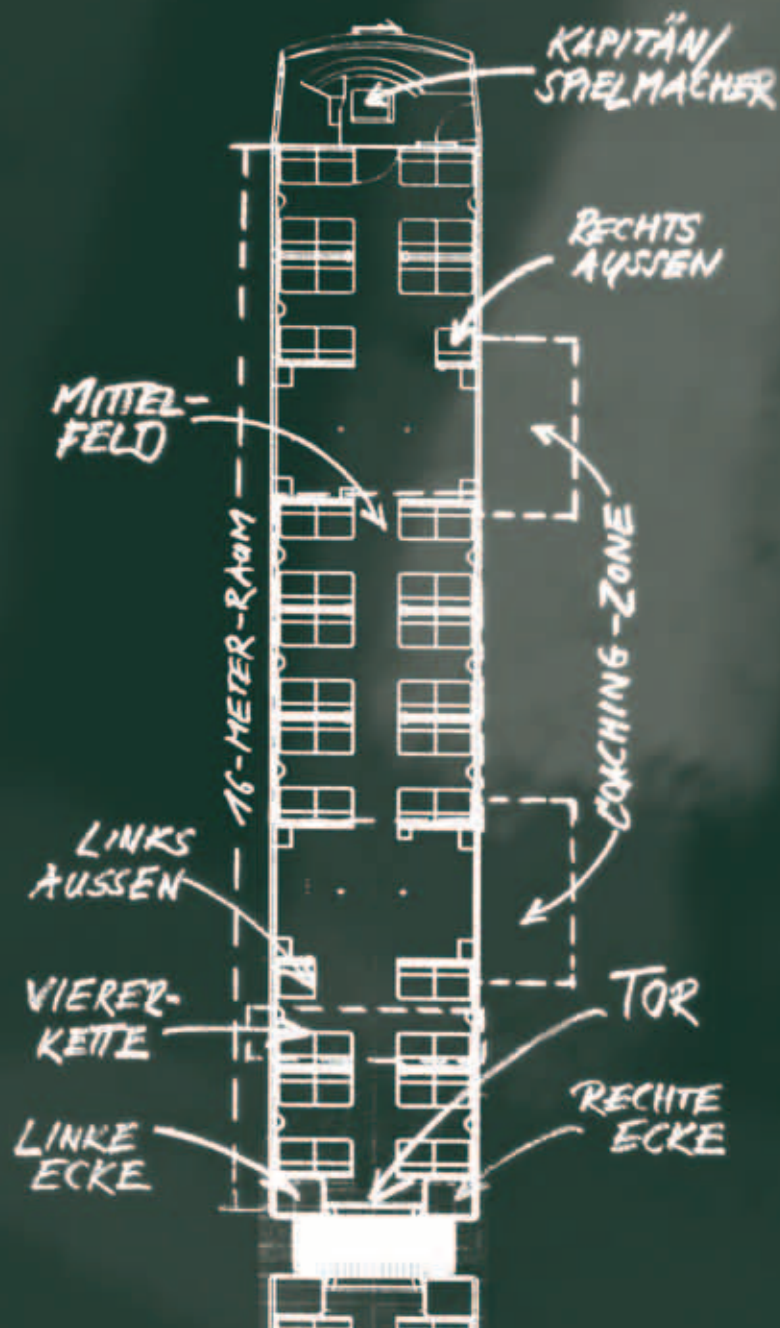 KAPITÄN/
SPIELMACHER
RECHTS
AUSSEN
MITTEL-
FELD
16-METER-RAUM
COACHING-ZONE
LINKS
AUSSEN
VIERER-
KETTE
TOR
LINKE
ECKE
RECHTE
ECKE